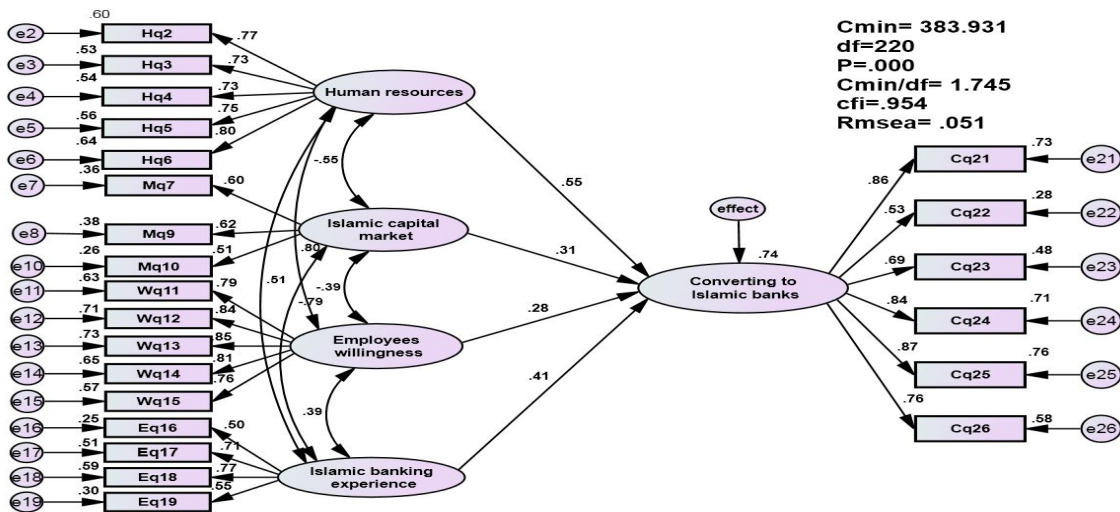 .60
e2 Hq2 .77
.53
e3 Hq3 .73
.54
e4 Hq4 .73
.56
e5 Hq5 .75
.64
e6 Hq6 .80
.36
e7 Mq7 .60
.38
e8 Mq9 .62
.26
e10 Mq10 .51
.63
e11 Wq11 .79
.71
e12 Wq12 .84
.73
e13 Wq13 .85
.65
e14 Wq14 .81
.57
e15 Wq15 .76
.25
e16 Eq16 .50
.51
e17 Eq17 .71
.59
e18 Eq18 .77
.30
e19 Eq19 .55
Human resources
-.55
Islamic capital
market
.80
.51
-.39
-.79
Employees
willingness
.39
Islamic banking
experience
.55
.31
.28
.41
effect
.74
Converting to
Islamic banks
Cmin= 383.931
df=220
P=.000
Cmin/df= 1.745
cfi=.954
Rmsea= .051
.73
.86 Cq21 e21
.28
.53 Cq22 e22
.48
.69 Cq23 e23
.71
.84 Cq24 e24
.76
.87 Cq25 e25
.58
.76 Cq26 e26